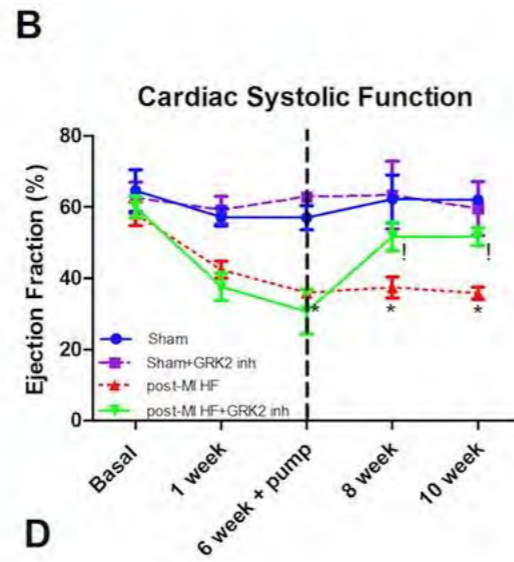 B
Cardiac Systolic Function
Ejection Fraction (%)
80
60
40
20
0
!
!
*
*
*
Sham
Sham+GRK2 inh
post-MI HF
post-MI HF+GRK2 inh
Basal
1 week
6 week + pump
8 week
10 week
D